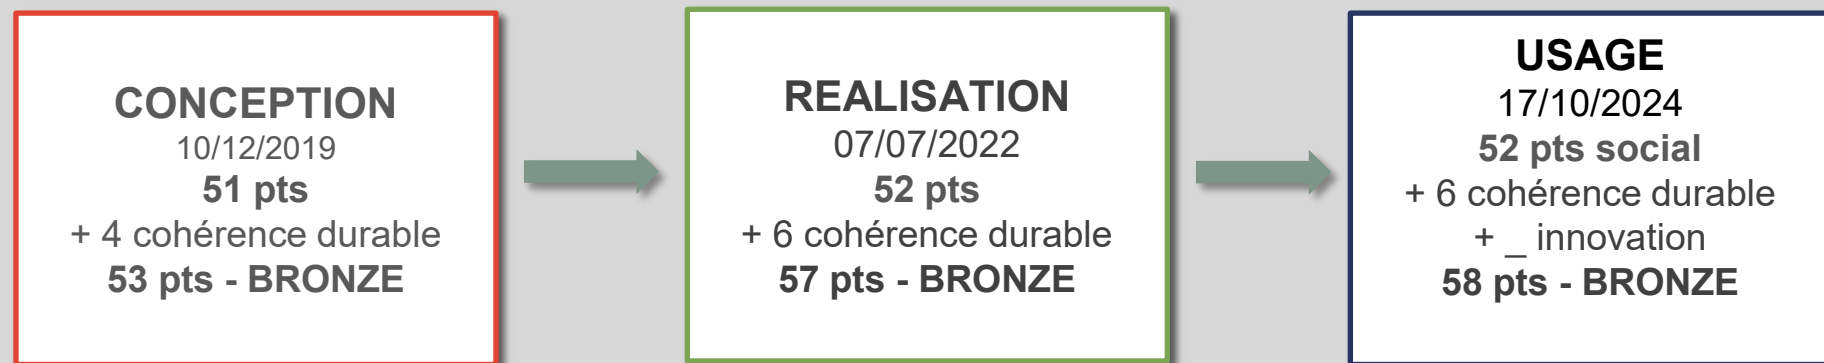 CONCEPTION
10/12/2019
51 pts
+ 4 cohérence durable
53 pts - BRONZE
REALISATION
07/07/2022
52 pts
+ 6 cohérence durable
57 pts - BRONZE
USAGE
17/10/2024
52 pts social
+ 6 cohérence durable
+ _ innovation
58 pts - BRONZE